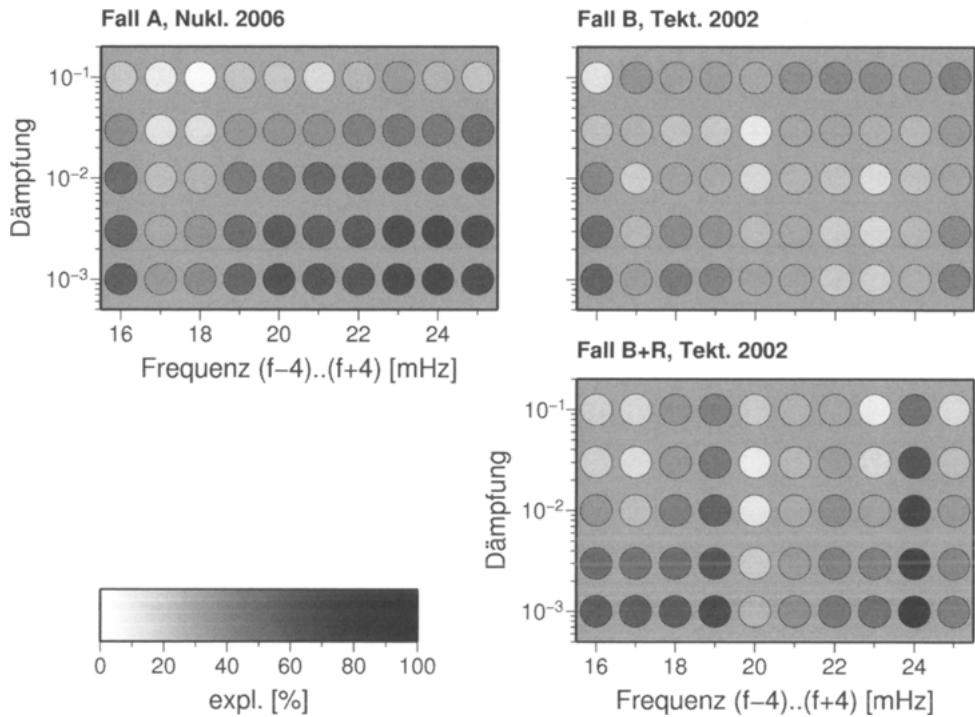 Fall A, Nukl. 2006
Dämpfung
10−1
10−2
10−3
16 18 20 22 24
Frequenz (f−4)..(f+4) [mHz]
Fall B, Tekt. 2002
Fall B+R, Tekt. 2002
Dämpfung
10−1
10−2
10−3
16 18 20 22 24
Frequenz (f−4)..(f+4) [mHz]
0 20 40 60 80 100
expl. [%]